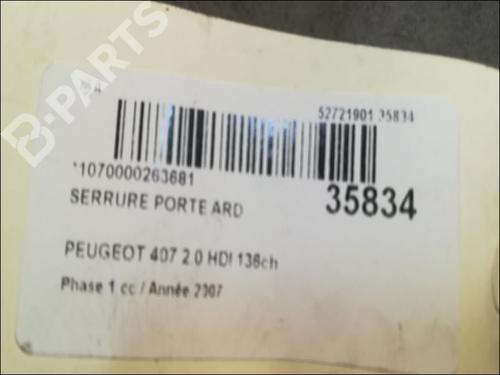 B-PARTS
52721901 35834
*1070000263681
35834
SERRURE PORTE ARD
PEUGEOT 407 2.0 HDI 136ch
Phase 1 cc / Année 2007